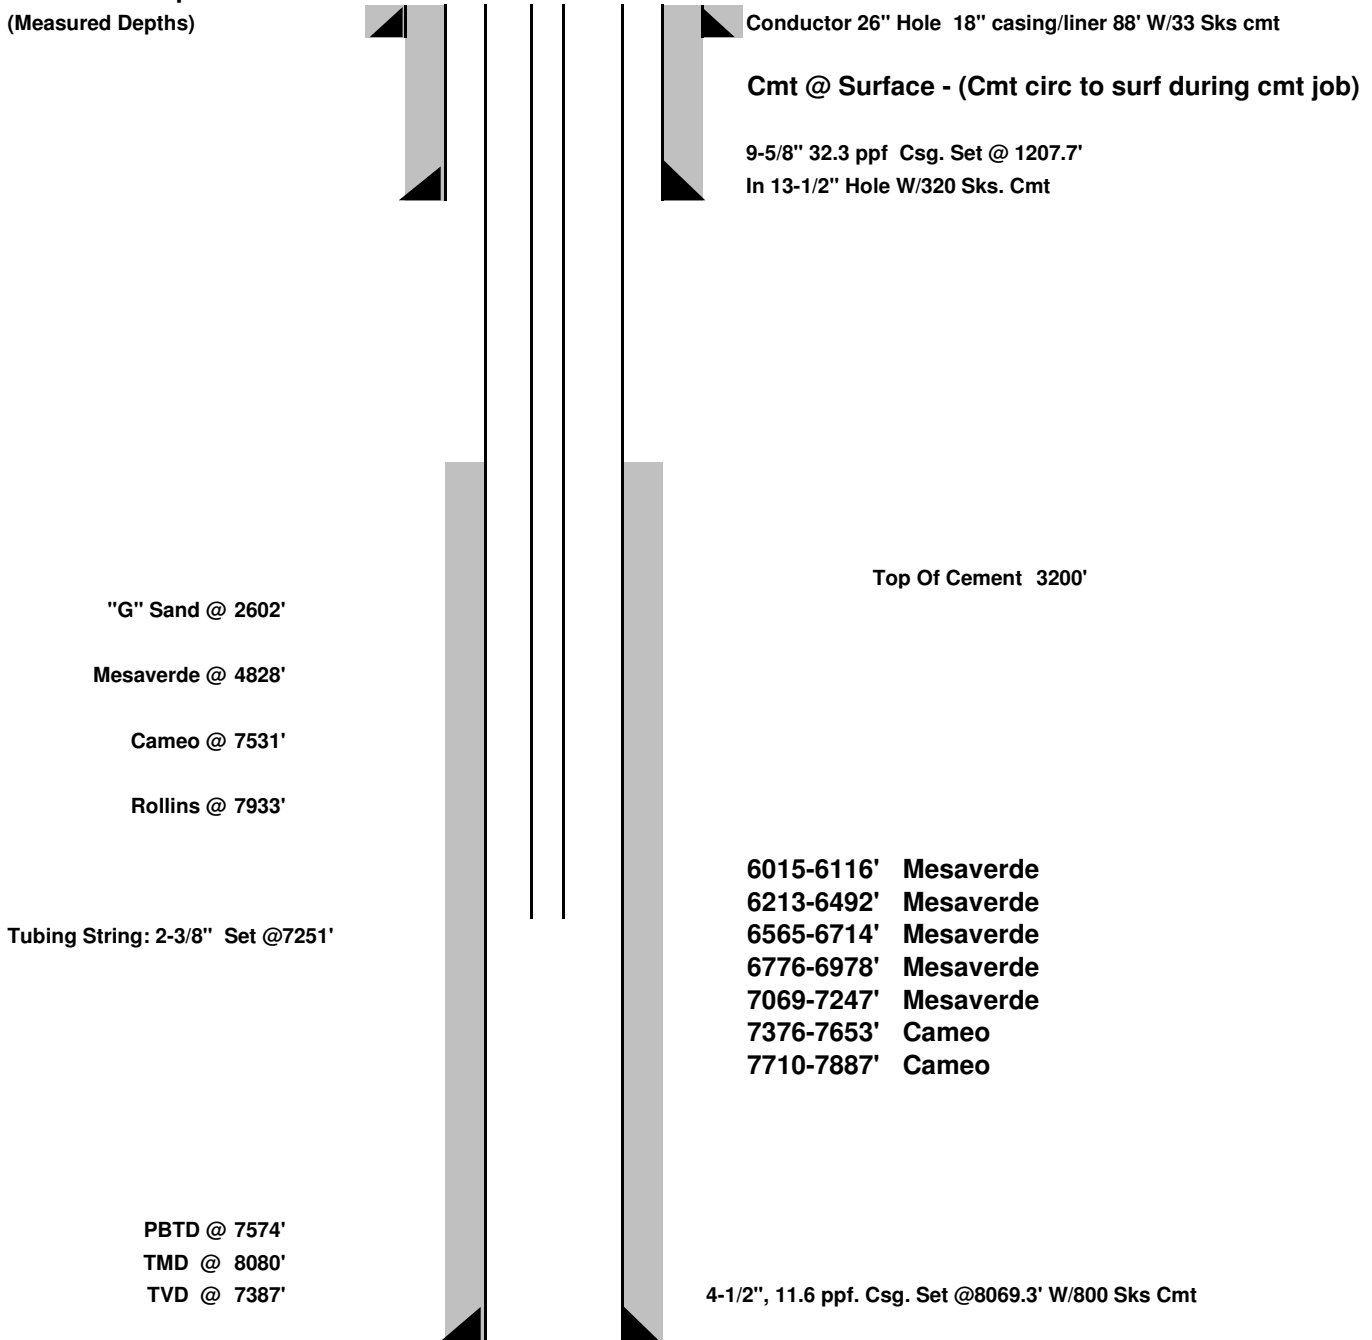 (Measured Depths)
Conductor 26" Hole 18" casing/liner 88' W/33 Sks cmt
Cmt @ Surface - (Cmt circ to surf during cmt job)
9-5/8" 32.3 ppf Csg. Set @ 1207.7'
In 13-1/2" Hole W/320 Sks. Cmt
Top Of Cement 3200'
"G" Sand @ 2602'
Mesaverde @ 4828'
Cameo @ 7531'
Rollins @ 7933'
6015-6116' Mesaverde
6213-6492' Mesaverde
6565-6714' Mesaverde
6776-6978' Mesaverde
7069-7247' Mesaverde
7376-7653' Cameo
7710-7887' Cameo
Tubing String: 2-3/8" Set @7251'
PBTD @ 7574'
TMD @ 8080'
TVD @ 7387'
4-1/2", 11.6 ppf. Csg. Set @8069.3' W/800 Sks Cmt